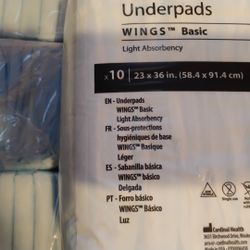 Underpads
WINGS™ Basic
Light Absorbency
x10 23 x 36 in. (58.4 x 91.4 cm)
EN - Underpads
WINGS™ Basic
Light Absorbency
FR - Sous-protections
hygiéniques de base
WINGS™ Basique
Léger
ES - Sabanilla básica
WINGS™ básico
Delgada
PT - Forro básico
WINGS™ Básico
Luz
Cardinal Health